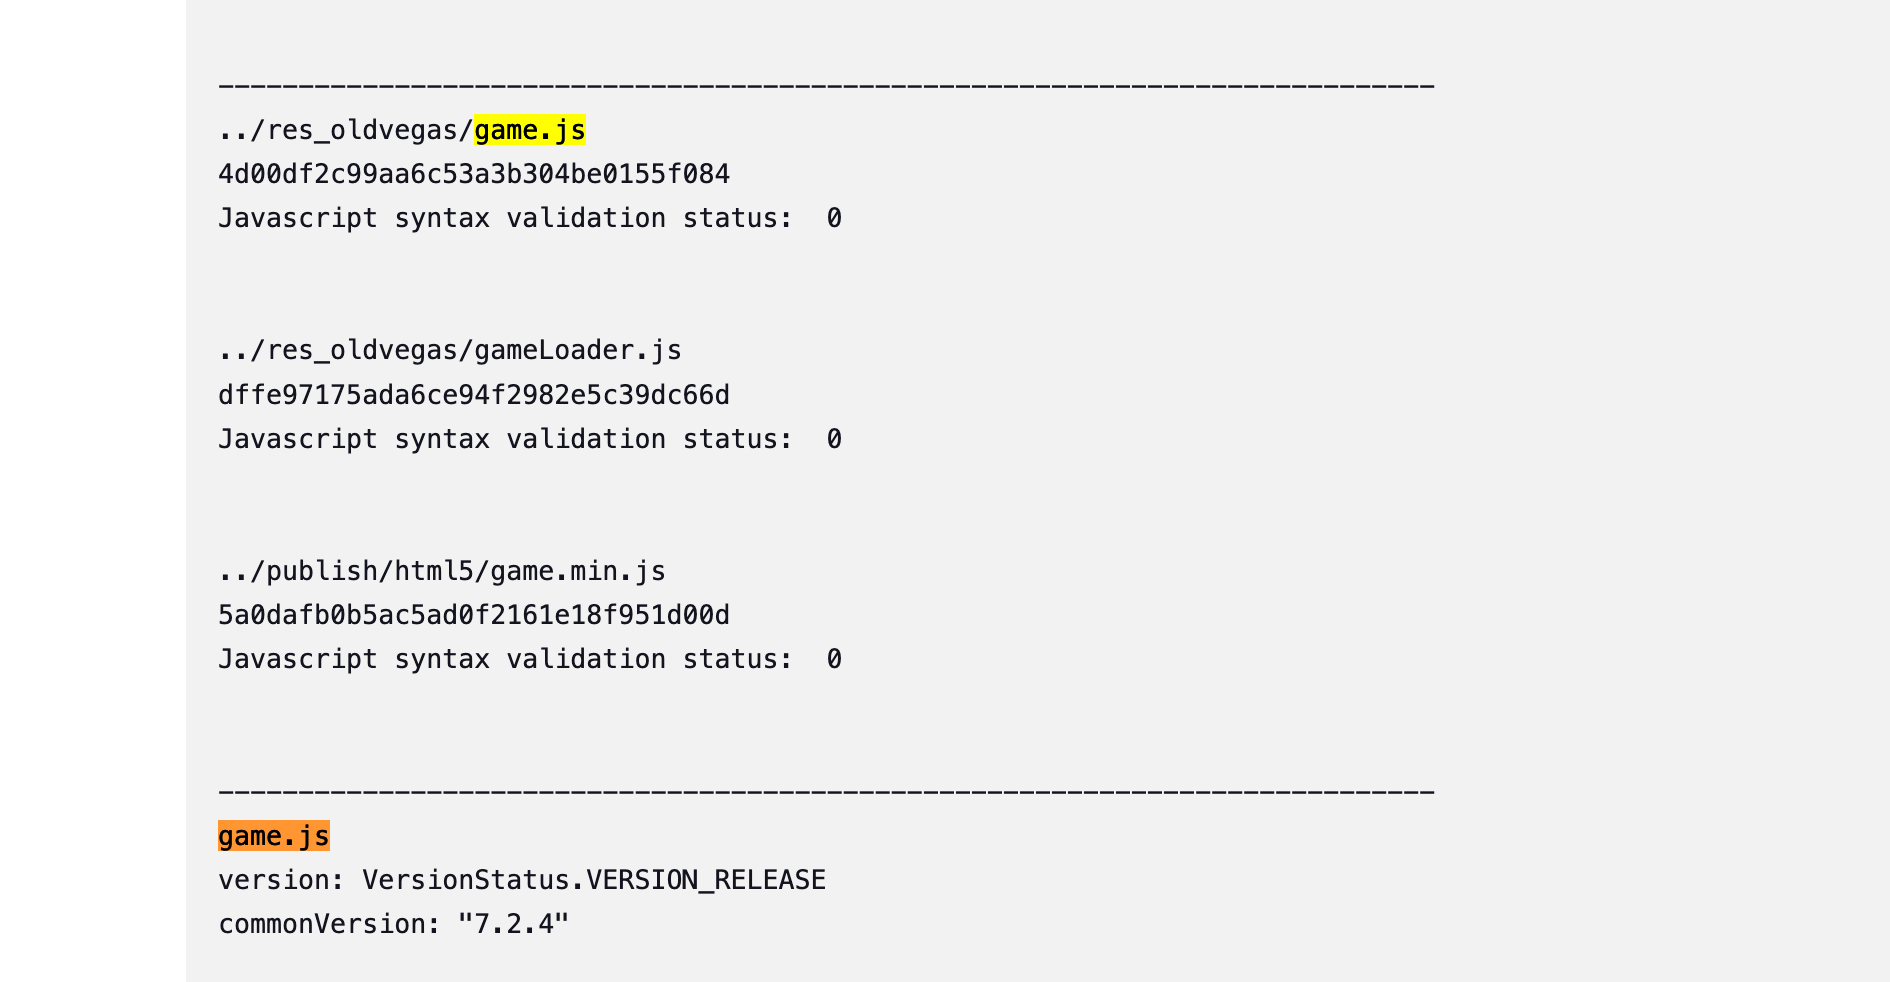 ----------------------------------------------------------------------------
../res_oldvegas/game.js
4d00df2c99aa6c53a3b304be0155f084
Javascript syntax validation status:  0
../res_oldvegas/gameLoader.js
dffe97175ada6ce94f2982e5c39dc66d
Javascript syntax validation status:  0
../publish/html5/game.min.js
5a0dafb0b5ac5ad0f2161e18f951d00d
Javascript syntax validation status:  0
----------------------------------------------------------------------------
game.js
version: VersionStatus.VERSION_RELEASE
commonVersion: "7.2.4"